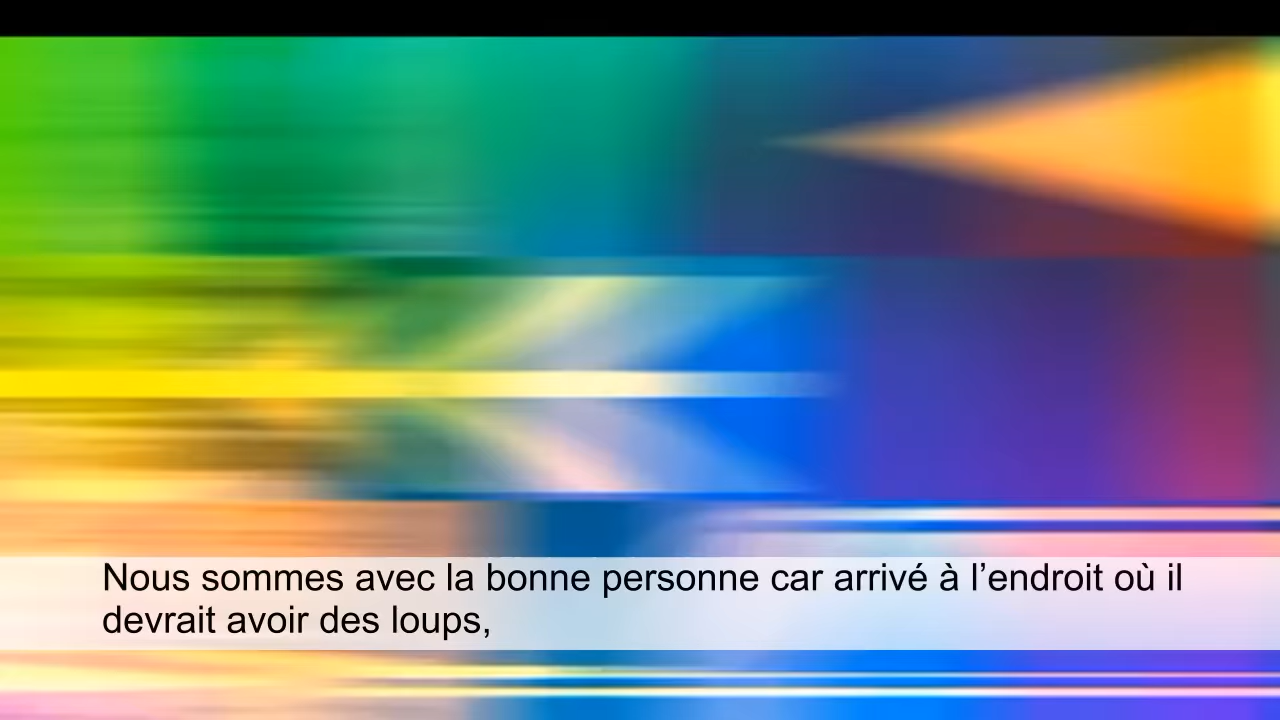 Nous sommes avec la bonne personne car arrivé à l’endroit où il
devrait avoir des loups,